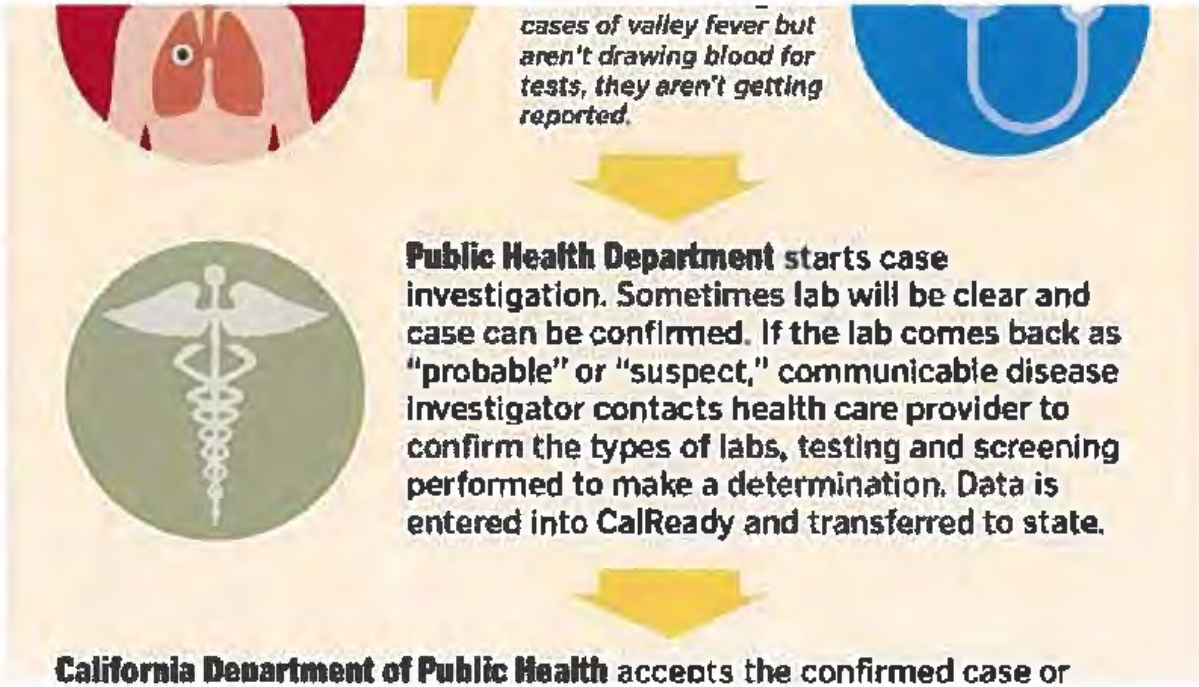 cases of valley fever but
aren't drawing blood for
tests, they aren't getting
reported.
Public Health Department starts case
investigation. Sometimes lab will be clear and
case can be confirmed. If the lab comes back as
“probable” or “suspect,” communicable disease
investigator contacts health care provider to
confirm the types of labs, testing and screening
performed to make a determination. Data is
entered into CalReady and transferred to state.
California Department of Public Health accepts the confirmed case or